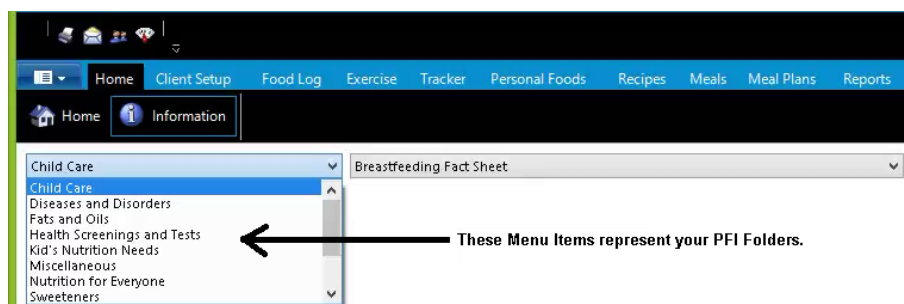 Home Client Setup Food Log Exercise Tracker Personal Foods Recipes Meals Meal Plans Reports
Home Information
Child Care Breastfeeding Fact Sheet
Child Care
Diseases and Disorders
Fats and Oils
Health Screenings and Tests
Kid's Nutrition Needs
These Menu Items represent your PFI Folders.
Miscellaneous
Nutrition for Everyone
Sweeteners